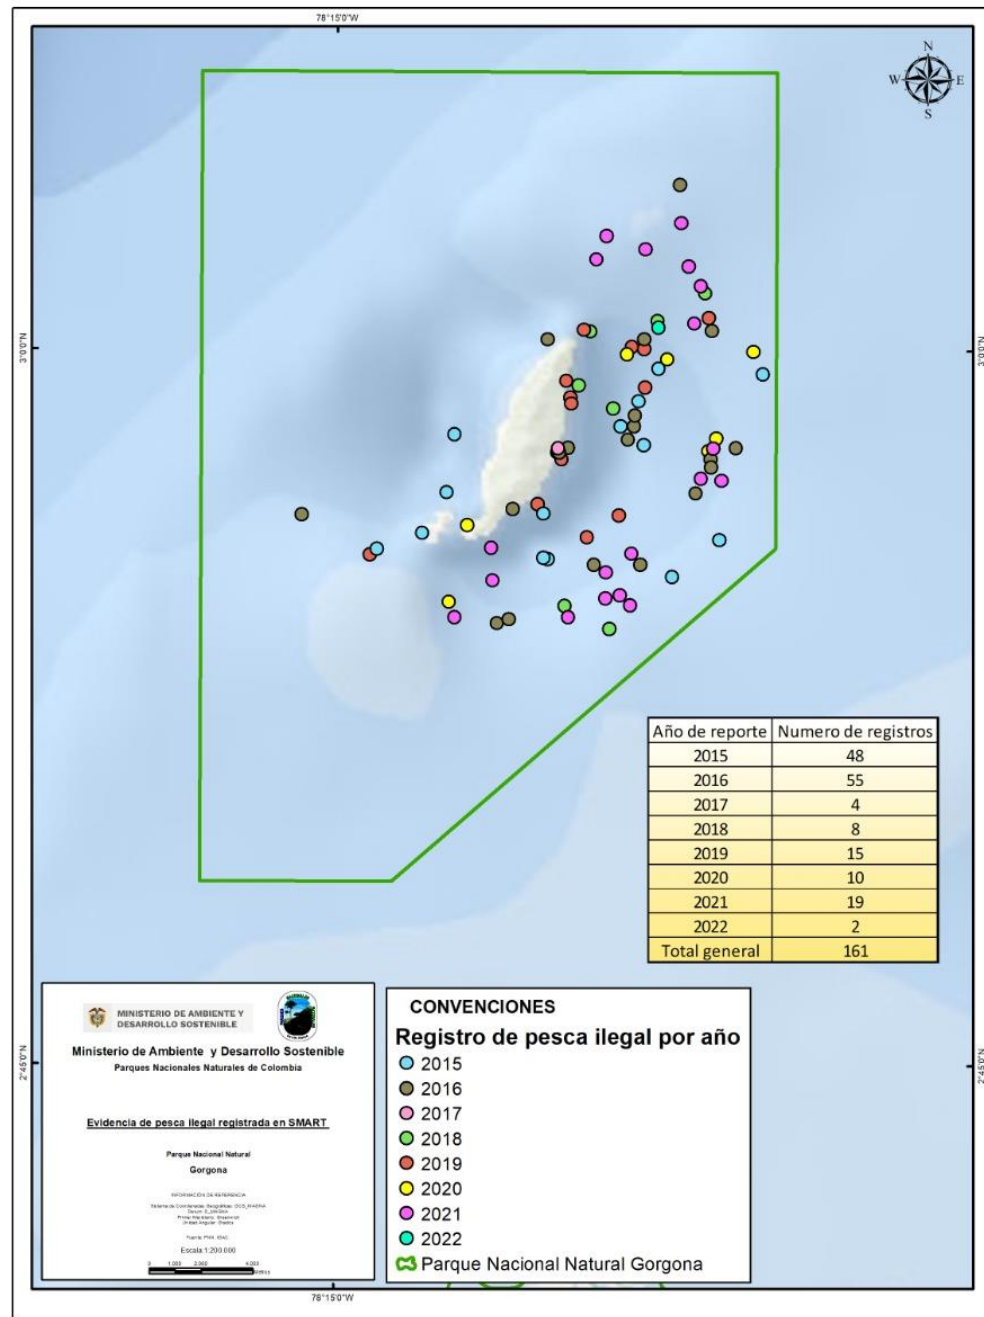 78°15'0"W
N
W E
S
3°0'0"N
3°0'0"N
Año de reporte Numero de registros
2015 48
2016 55
2017 4
2018 8
2019 15
2020 10
2021 19
2022 2
Total general 161
2°45'0"N
2°45'0"N
MINISTERIO DE AMBIENTE Y
DESARROLLO SOSTENIBLE
Ministerio de Ambiente y Desarrollo Sostenible
Parques Nacionales Naturales de Colombia
Evidencia de pesca ilegal registrada en SMART
Parque Nacional Natural
Gorgona
INFORMACIÓN DE REFERENCIA
Escala 1:200.000
CONVENCIONES
Registro de pesca ilegal por año
2015
2016
2017
2018
2019
2020
2021
2022
Parque Nacional Natural Gorgona
78°15'0"W